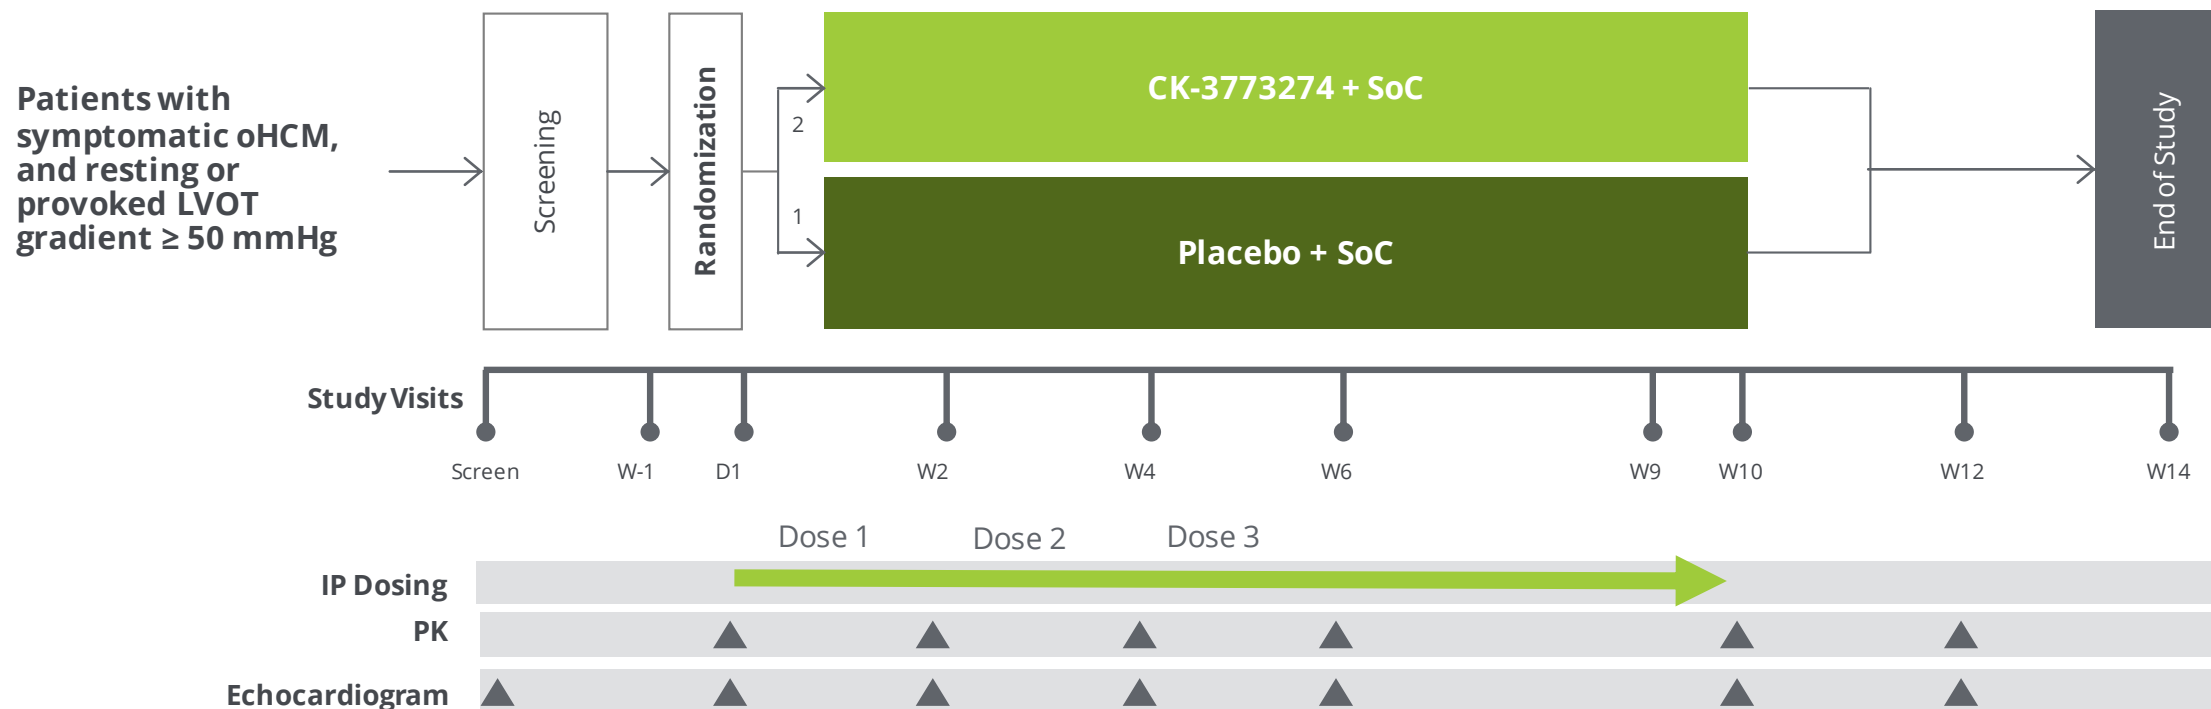 Patients with
symptomatic oHCM,
and resting or
provoked LVOT
gradient ≥ 50 mmHg
Screening
Randomization
2
1
CK-3773274 + SoC
Placebo + SoC
End of Study
Study Visits
Screen W-1 D1 W2 W4 W6 W9 W10 W12 W14
Dose 1 Dose 2 Dose 3
IP Dosing
PK
Echocardiogram